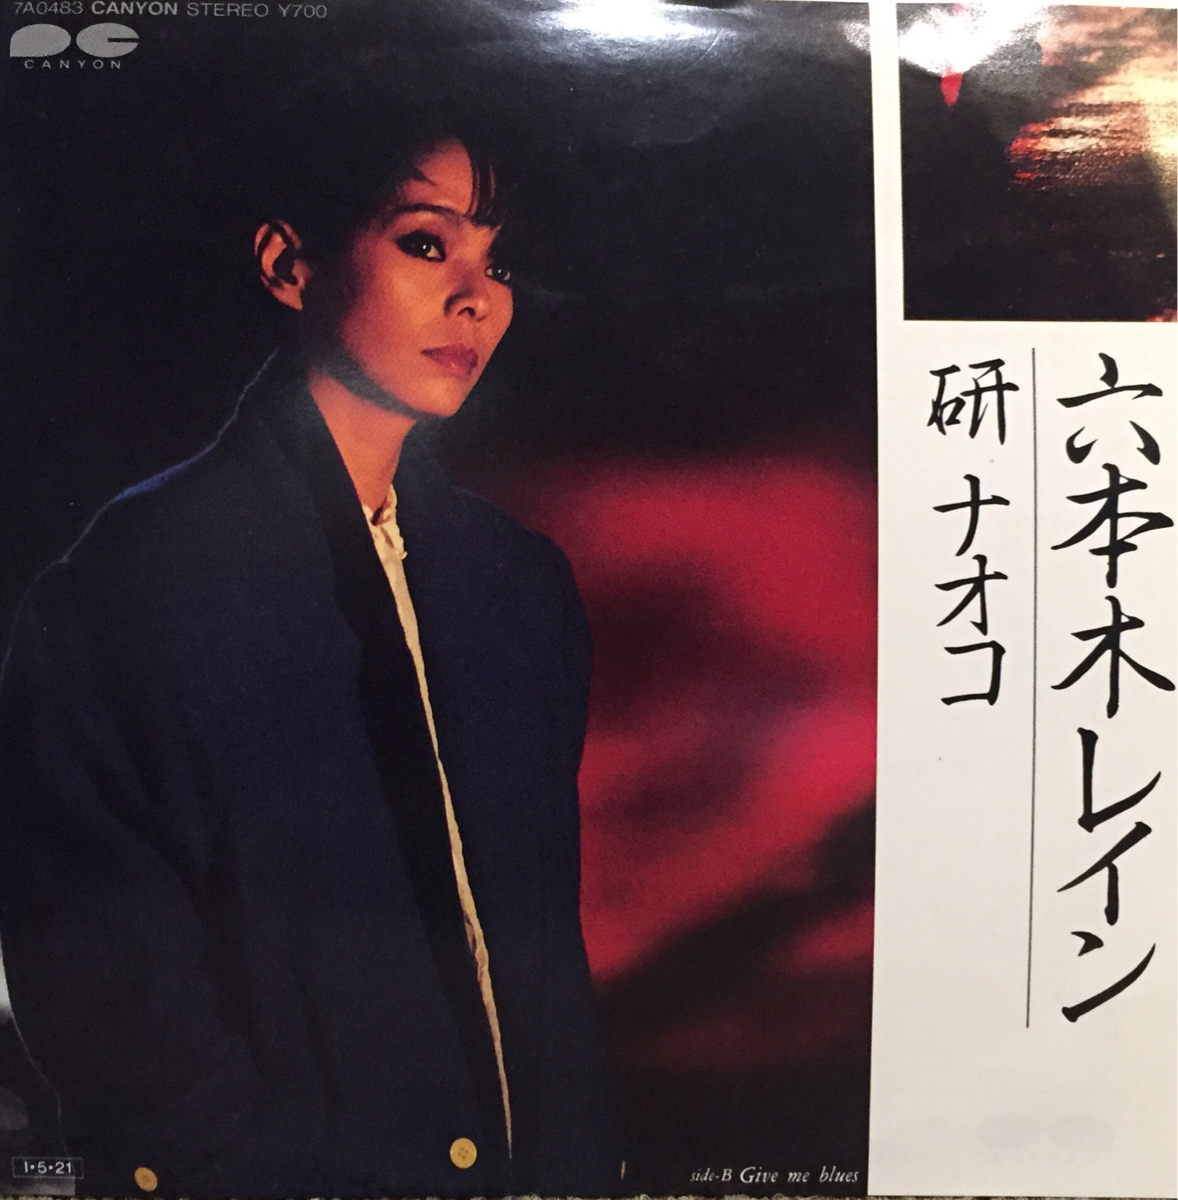 7A0483 CANYON STEREO Y700
CANYON
六本木レイン
研ナオコ
1・5・21
side-B Give me blues